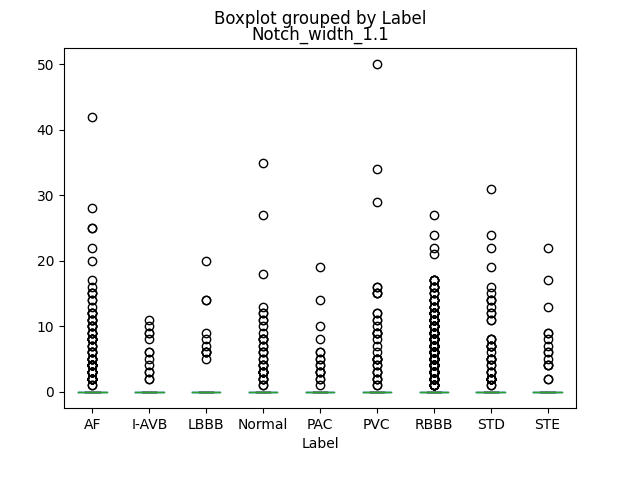 Boxplot grouped by Label
Notch_width_1.1
50
40
30
20
10
0
AF I-AVB LBBB Normal PAC PVC RBBB STD STE
Label